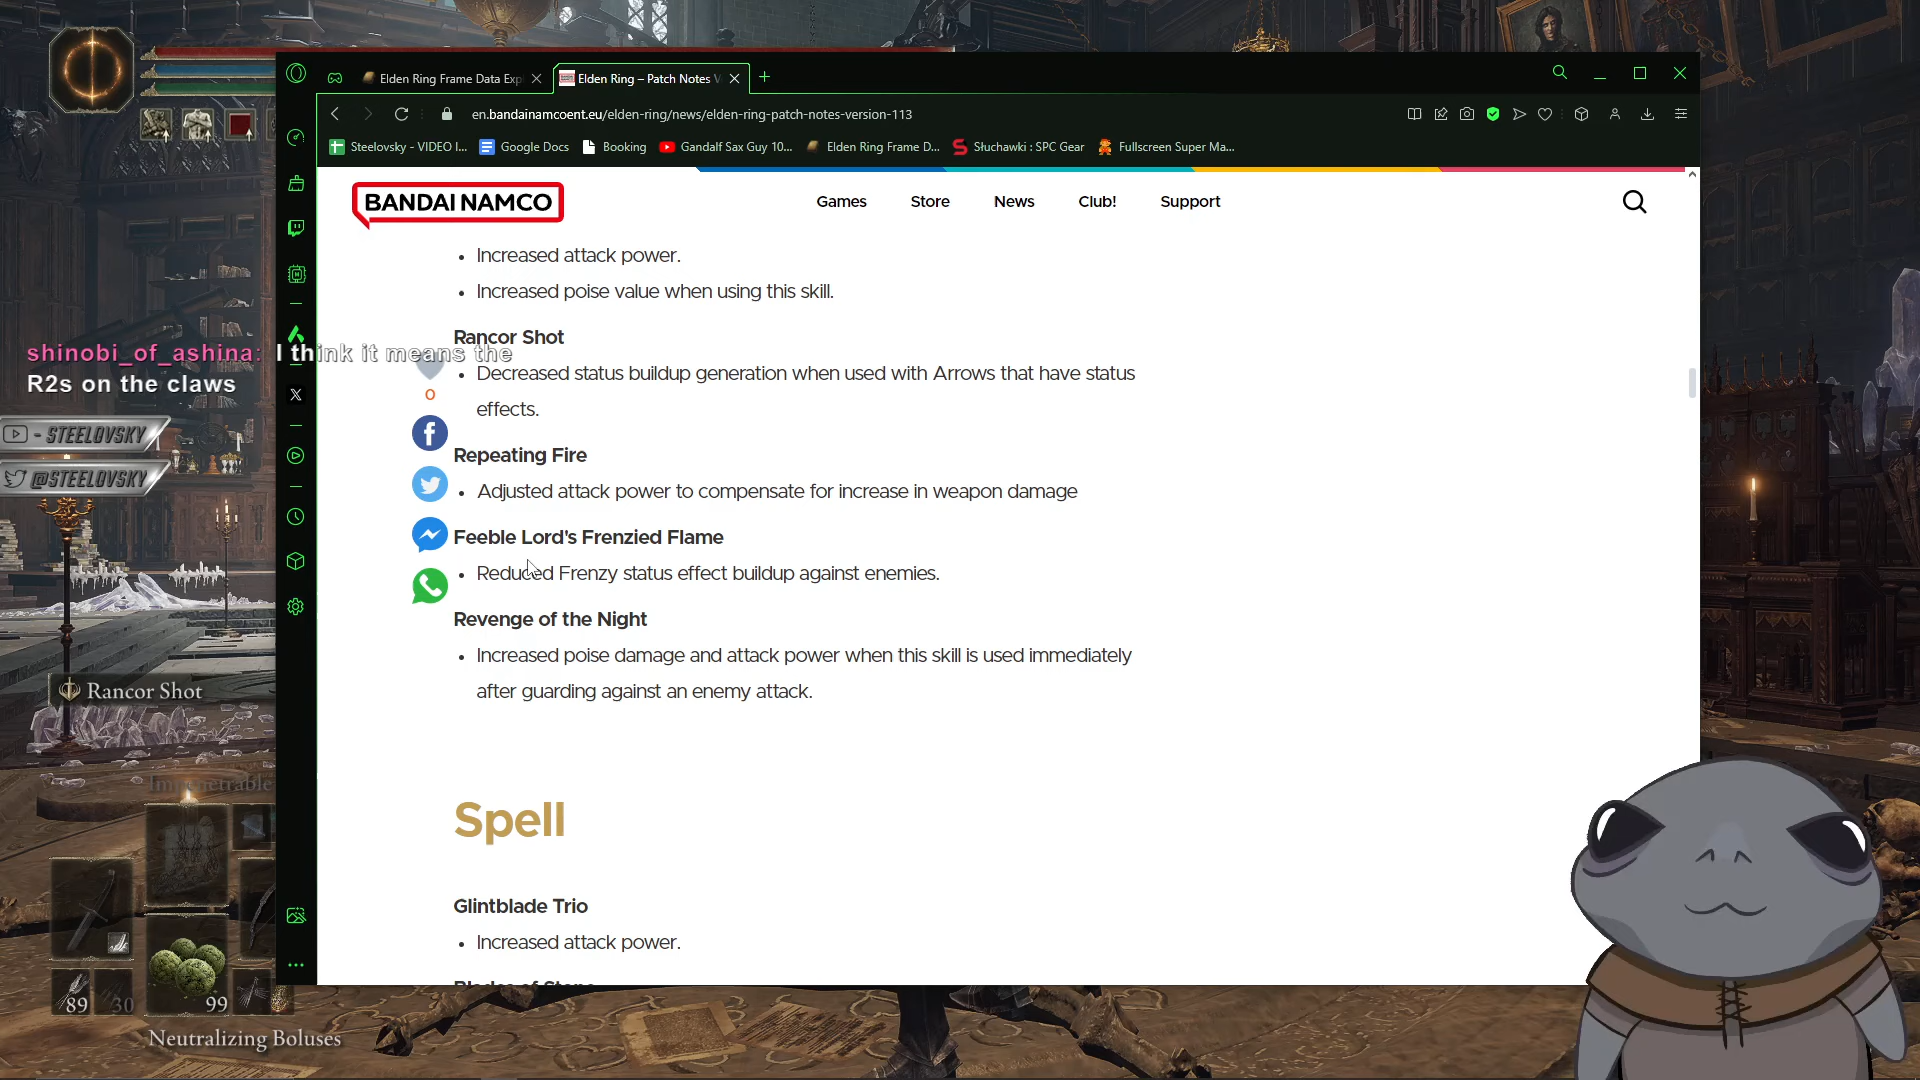 Elden Ring Frame Data Exp
Elden Ring – Patch Notes V
en.bandainamcoent.eu/elden-ring/news/elden-ring-patch-notes-version-113
Steelovsky - VIDEO I...
Google Docs
Booking
Gandalf Sax Guy 10...
Elden Ring Frame D...
Słuchawki : SPC Gear
Fullscreen Super Ma...
BANDAI NAMCO
Games
Store
News
Club!
Support
• Increased attack power.
• Increased poise value when using this skill.
Rancor Shot
shinobi_of_ashina: I think it means the
R2s on the claws
• Decreased status buildup generation when used with Arrows that have status
effects.
0
- STEELOVSKY
@STEELOVSKY
Repeating Fire
• Adjusted attack power to compensate for increase in weapon damage
Feeble Lord's Frenzied Flame
• Reduced Frenzy status effect buildup against enemies.
Revenge of the Night
• Increased poise damage and attack power when this skill is used immediately
after guarding against an enemy attack.
Rancor Shot
Impenetrable
Spell
Glintblade Trio
• Increased attack power.
89
30
99
Neutralizing Boluses